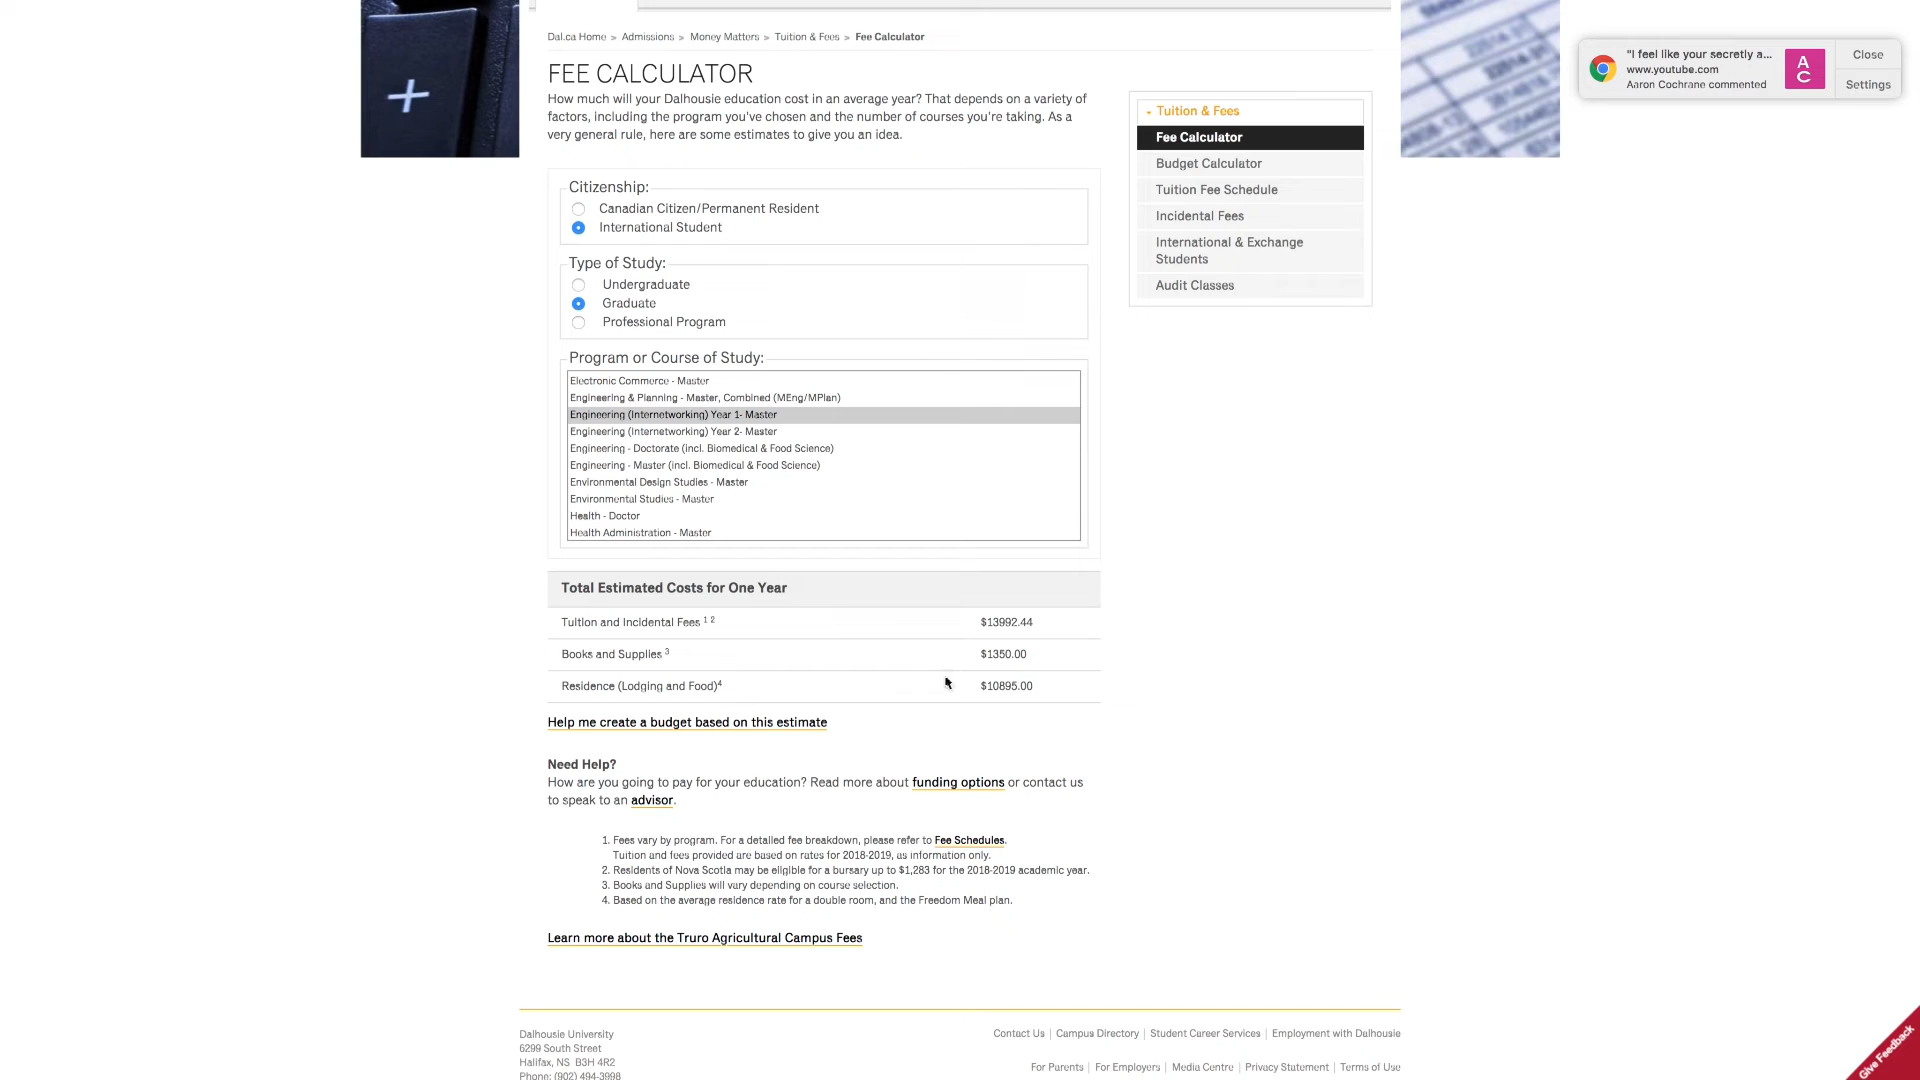 Dal.ca Home » Admissions » Money Matters » Tuition & Fees » Fee Calculator
FEE CALCULATOR
How much will your Dalhousie education cost in an average year? That depends on a variety of
factors, including the program you've chosen and the number of courses you're taking. As a
very general rule, here are some estimates to give you an idea.
Citizenship:
Canadian Citizen/Permanent Resident
International Student
Type of Study:
Undergraduate
Graduate
Professional Program
Program or Course of Study:
Electronic Commerce - Master
Engineering & Planning - Master, Combined (MEng/MPlan)
Engineering (Internetworking) Year 1- Master
Engineering (Internetworking) Year 2- Master
Engineering - Doctorate (incl. Biomedical & Food Science)
Engineering - Master (incl. Biomedical & Food Science)
Environmental Design Studies - Master
Environmental Studies - Master
Health - Doctor
Health Administration - Master
Total Estimated Costs for One Year
Tuition and Incidental Fees 1 2 $13992.44
Books and Supplies 3 $1350.00
Residence (Lodging and Food)4 $10895.00
Help me create a budget based on this estimate
Need Help?
How are you going to pay for your education? Read more about funding options or contact us
to speak to an advisor.
1. Fees vary by program. For a detailed fee breakdown, please refer to Fee Schedules.
Tuition and fees provided are based on rates for 2018-2019, as information only.
2. Residents of Nova Scotia may be eligible for a bursary up to $1,283 for the 2018-2019 academic year.
3. Books and Supplies will vary depending on course selection.
4. Based on the average residence rate for a double room, and the Freedom Meal plan.
Learn more about the Truro Agricultural Campus Fees
Tuition & Fees
Fee Calculator
Budget Calculator
Tuition Fee Schedule
Incidental Fees
International & Exchange
Students
Audit Classes
"I feel like your secretly a...
www.youtube.com
Aaron Cochrane commented
A
C
Close
Settings
Dalhousie University
6299 South Street
Halifax, NS B3H 4R2
Phone: (902) 494-3998
Contact Us | Campus Directory | Student Career Services | Employment with Dalhousie
For Parents | For Employers | Media Centre | Privacy Statement | Terms of Use
Give Feedback